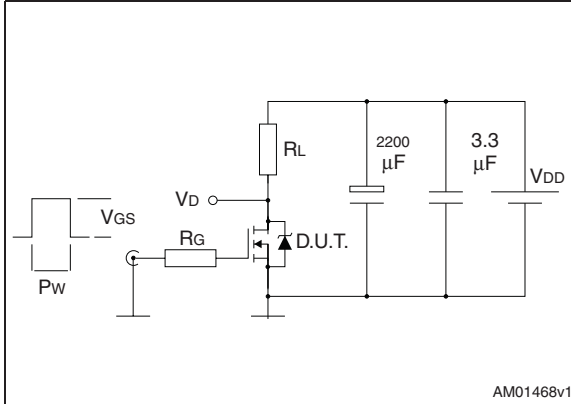 RL
2200
μF
3.3
μF
VDD
VD
VGS
RG
D.U.T.
PW
AM01468v1